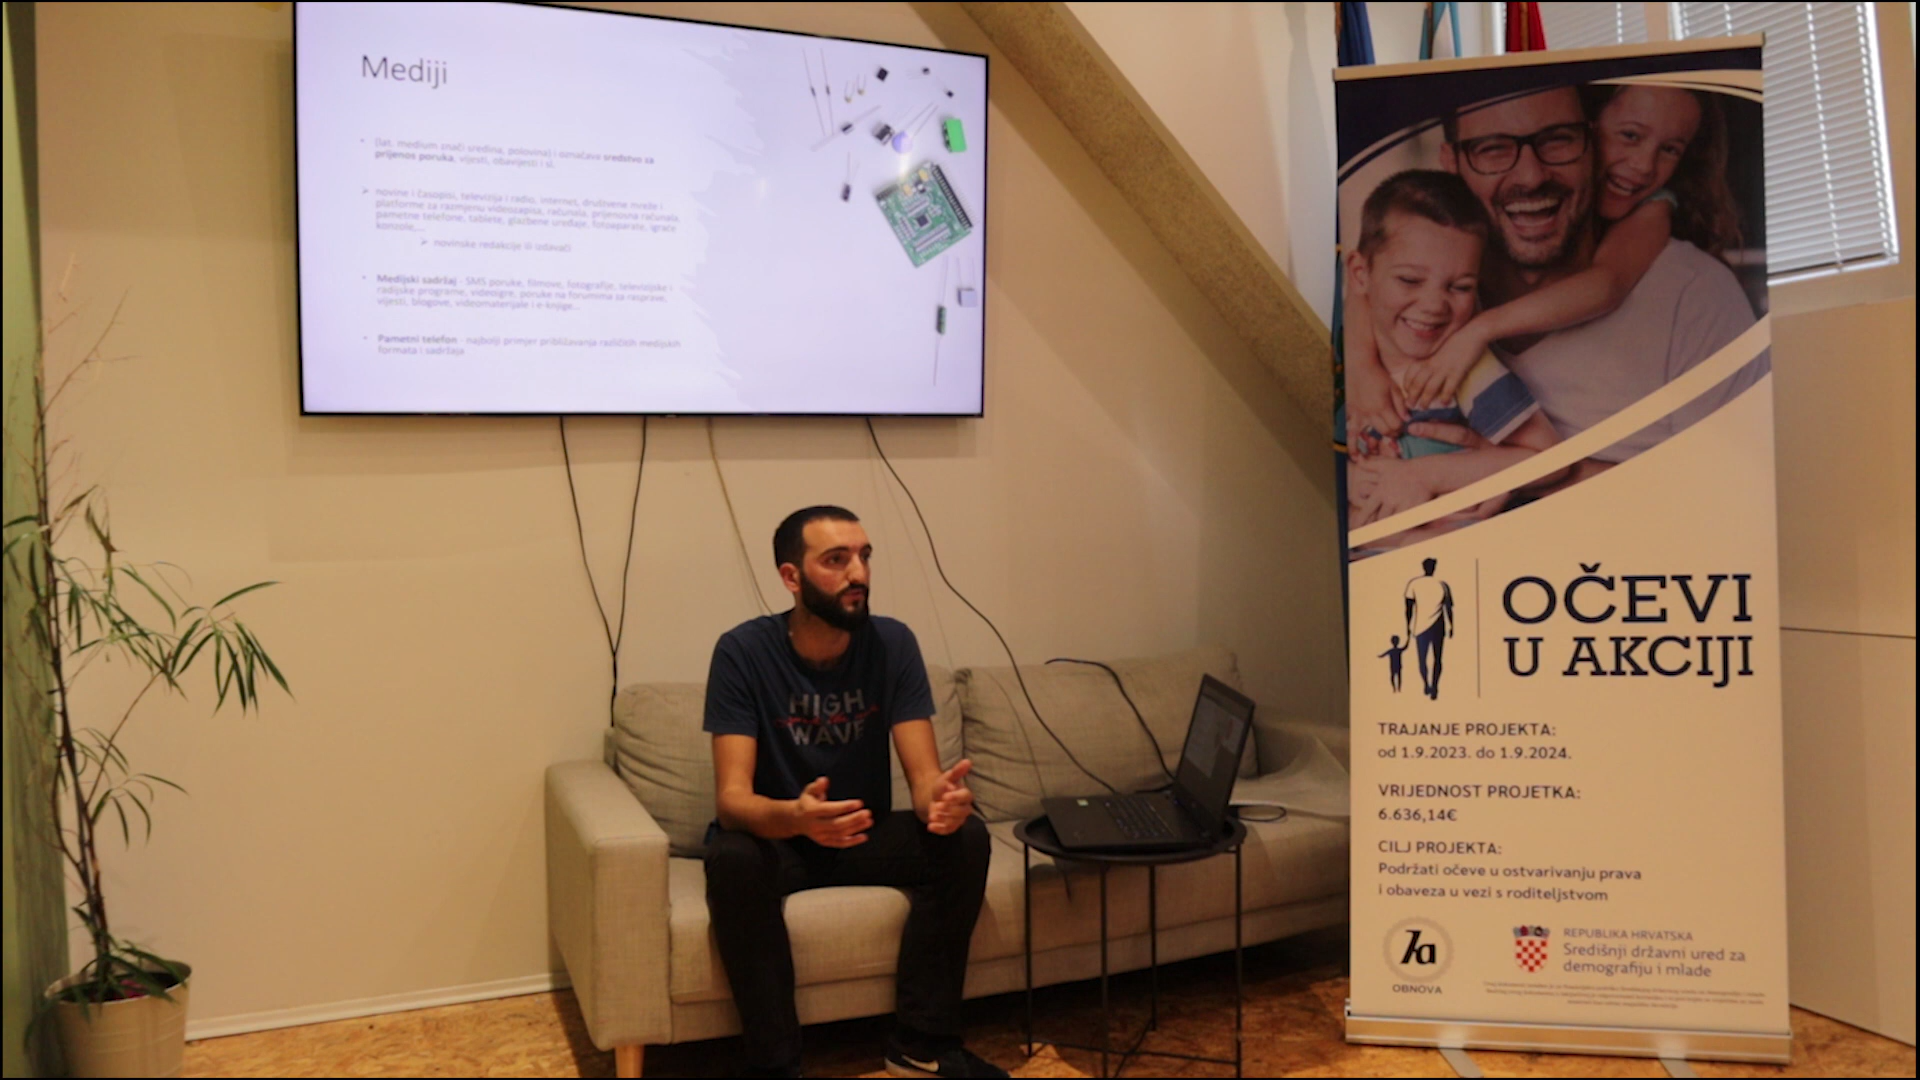 Mediji
(lat. medium znači sredina, polovina) i označava sredstvo za
prijenos poruka, vijesti, obavijesti i sl.
novine i časopisi, televizija i radio, internet, društvene mreže i
platforme za razmjenu videozapisa, računala, prijenosna računala,
pametne telefone, tablete, glazbene uređaje, fotoaparate, igraće
konzole,...
novinske redakcije ili izdavači
Medijski sadržaj - SMS poruke, filmove, fotografije, televizijske i
radijske programe, videoigre, poruke na forumima za rasprave,
vijesti, blogove, videomaterijale i e-knjige...
Pametni telefon - najbolji primjer približavanja različitih medijskih
formata i sadržaja
HIGH
WAVE
OČEVI
U AKCIJI
TRAJANJE PROJEKTA:
od 1.9.2023. do 1.9.2024.
VRIJEDNOST PROJETKA:
6.636,14€
CILJ PROJEKTA:
Podržati očeve u ostvarivanju prava
i obaveza u vezi s roditeljstvom
Za
OBNOVA
REPUBLIKA HRVATSKA
Središnji državni ured za
demografiju i mlade